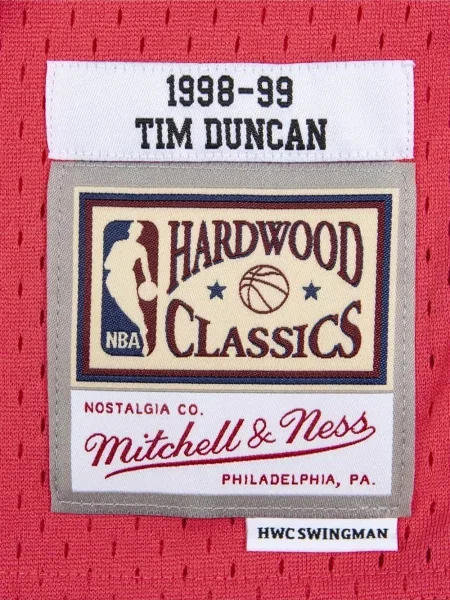 1998-99
TIM DUNCAN
HARDWOOD
CLASSICS
NBA
NOSTALGIA CO.
Mitchell & Ness
PHILADELPHIA, PA.
HWC SWINGMAN